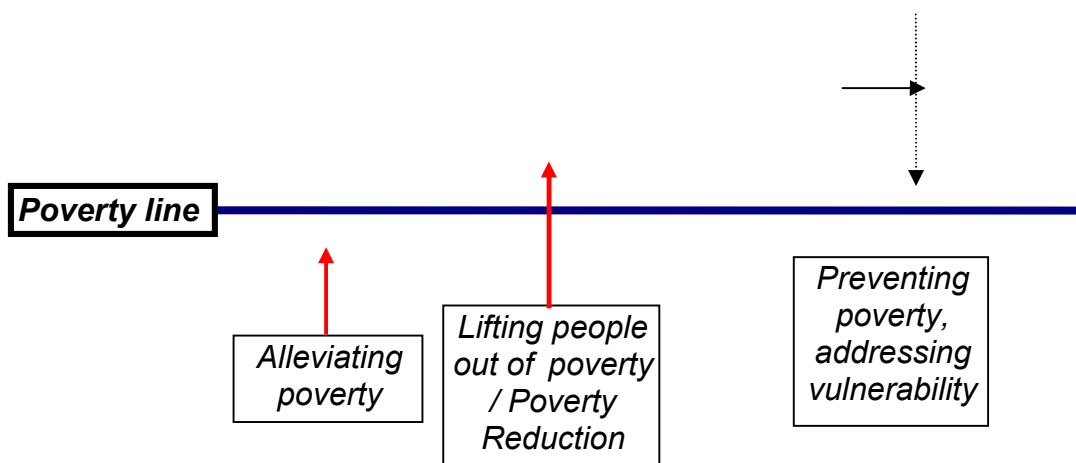 Poverty line
Alleviating
poverty
Lifting people
out of poverty
/ Poverty
Reduction
Preventing
poverty,
addressing
vulnerability